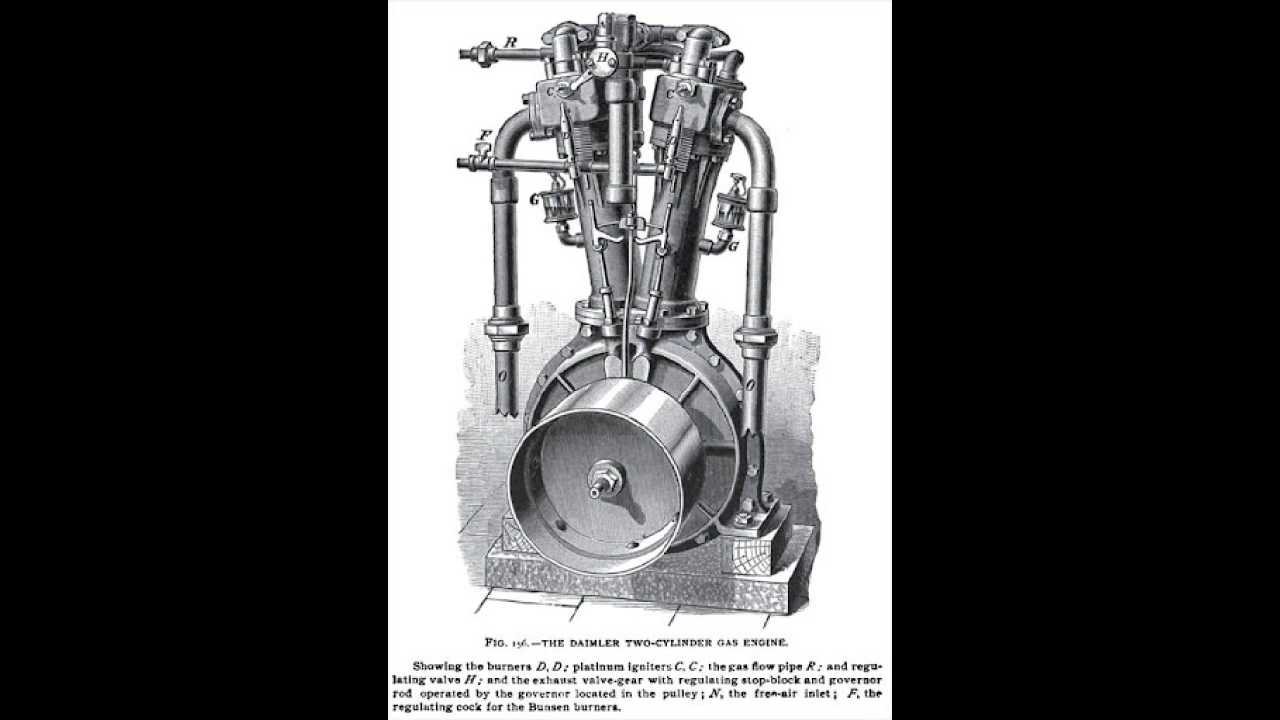 R
H
C
C
F
G
G
O
O
FIG. 156.—THE DAIMLER TWO-CYLINDER GAS ENGINE.
Showing the burners D, D; platinum igniters C, C; the gas flow pipe R; and regu-
lating valve H; and the exhaust valve-gear with regulating stop-block and governor
rod operated by the governor located in the pulley; N, the free-air inlet; F, the
regulating cock for the Bunsen burners.